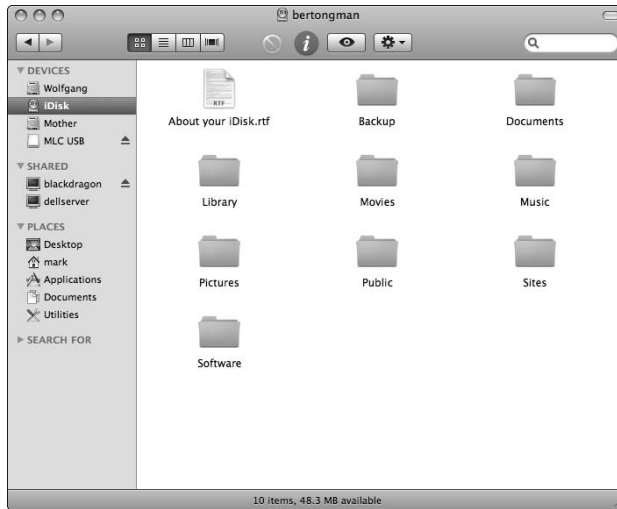 bertongman
DEVICES
Wolfgang
iDisk
Mother
MLC USB
SHARED
blackdragon
dellserver
PLACES
Desktop
mark
Applications
Documents
Utilities
SEARCH FOR
RTF
About your iDisk.rtf
Backup
Documents
Library
Movies
Music
Pictures
Public
Sites
Software
10 items, 48.3 MB available